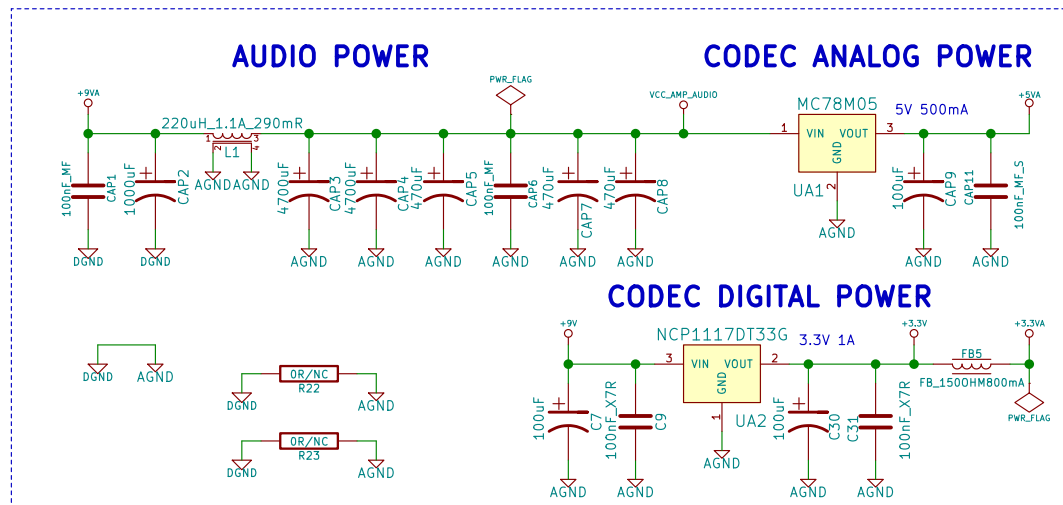 AUDIO POWER
CODEC ANALOG POWER
+9VA
PWR_FLAG
VCC_AMP_AUDIO
MC78M05
5V 500mA
+5VA
220uH_1.1A_290mR
1
3
2
4
L1
1
VIN
VOUT
3
GND
2
UA1
AGND
AGND
AGND
100nF_MF
CAP1
1000uF
CAP2
4700uF
CAP3
4700uF
CAP4
470uF
CAP5
100nF_MF
CAP6
470uF
CAP7
470uF
CAP8
100uF
CAP9
CAP11
100nF_MF_S
DGND
DGND
AGND
AGND
AGND
AGND
AGND
AGND
AGND
AGND
CODEC DIGITAL POWER
+9V
NCP1117DT33G
3.3V 1A
+3.3V
+3.3VA
3
VIN
VOUT
2
GND
1
UA2
FB5
FB_150OHM800mA
PWR_FLAG
100uF
C7
100nF_X7R
C9
100uF
C30
C31
100nF_X7R
AGND
AGND
AGND
AGND
AGND
DGND
AGND
0R/NC
R22
DGND
AGND
0R/NC
R23
DGND
AGND